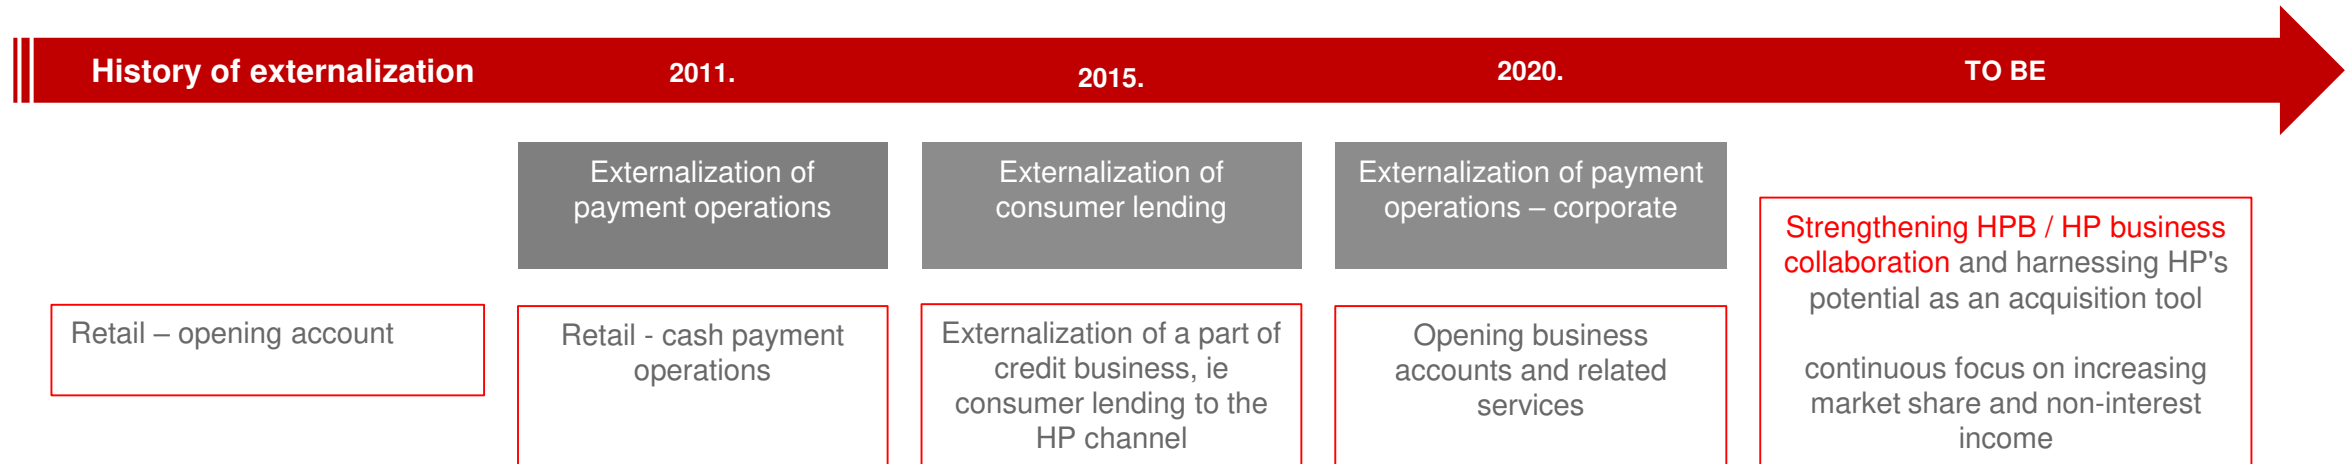 History of externalization
2011.
2015.
2020.
TO BE
Externalization of
payment operations
Externalization of
consumer lending
Externalization of payment
operations – corporate
Retail – opening account
Retail - cash payment
operations
Externalization of a part of
credit business, ie
consumer lending to the
HP channel
Opening business
accounts and related
services
Strengthening HPB / HP business
collaboration and harnessing HP's
potential as an acquisition tool
continuous focus on increasing
market share and non-interest
income